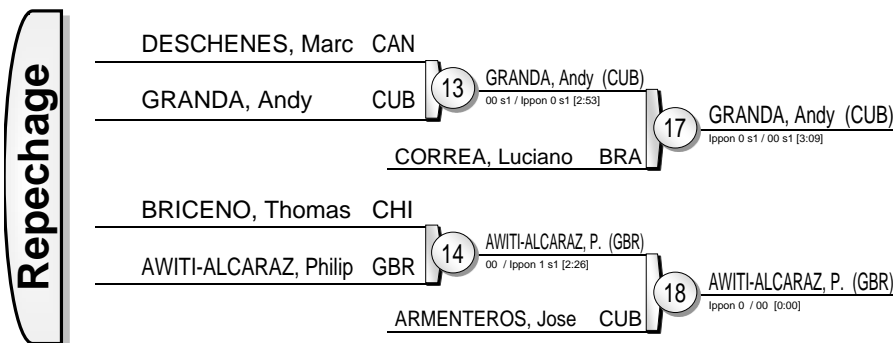 Repechage
DESCHENES, Marc CAN
GRANDA, Andy CUB
13
GRANDA, Andy (CUB)
00 s1 / Ippon 0 s1 [2:53]
CORREA, Luciano BRA
17
GRANDA, Andy (CUB)
Ippon 0 s1 / 00 s1 [3:09]
BRICENO, Thomas CHI
AWITI-ALCARAZ, Philip GBR
14
AWITI-ALCARAZ, P. (GBR)
00 / Ippon 1 s1 [2:26]
ARMENTEROS, Jose CUB
18
AWITI-ALCARAZ, P. (GBR)
Ippon 0 / 00 [0:00]